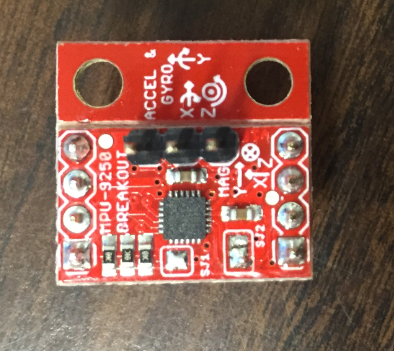 ACCEL &
GYRO
Y
X
Z
MPU-9250
BREAKOUT
MAG
Y
X
Z
SJ1
SJ2